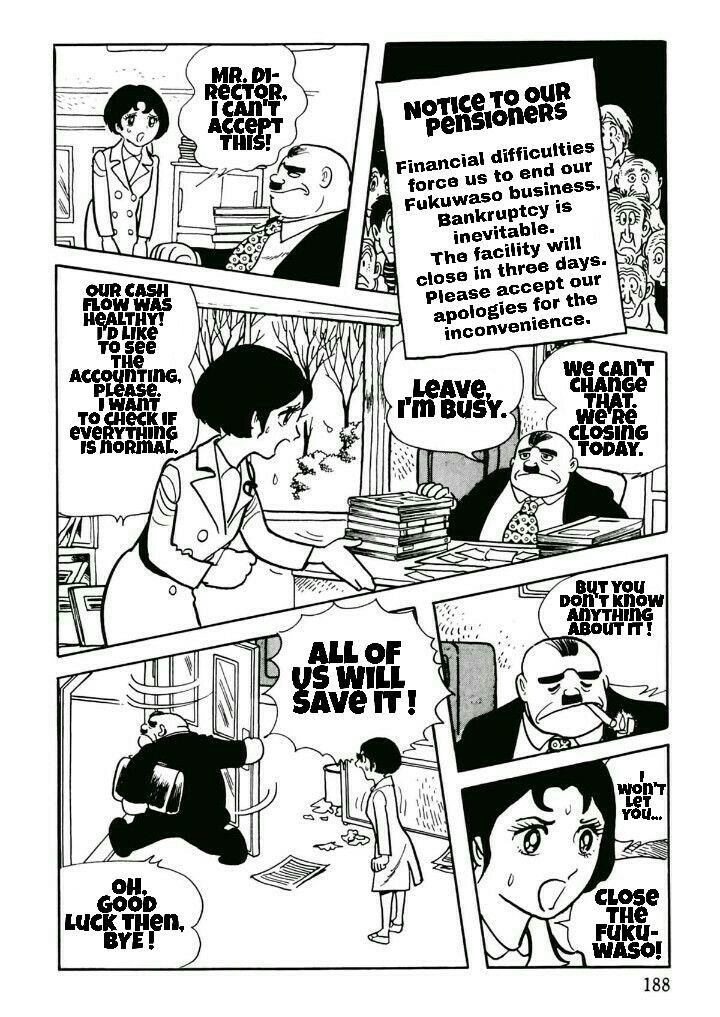 NOTICE TO OUR
PENSIONERS
Financial difficulties
force us to end our
Fukuwaso business.
Bankruptcy is
inevitable.
The facility will
close in three days.
Please accept our
apologies for the
inconvenience.
MR. DI-
RECTOR,
I CAN'T
ACCEPT
THIS!
WE CAN'T
CHANGE
THAT.
WE'RE
CLOSING
TODAY.
LEAVE,
I'M BUSY.
OUR CASH
FLOW WAS
HEALTHY!
I'D LIKE
TO SEE
THE
ACCOUNTING,
PLEASE.
I WANT
TO CHECK IF
EVERYTHING
IS NORMAL.
BUT YOU
DON'T KNOW
ANYTHING
ABOUT IT !
I
WON'T
LET
YOU...
CLOSE
THE
FUKU-
WASO!
ALL OF
US WILL
SAVE IT !
OH,
GOOD
LUCK THEN,
BYE !
188